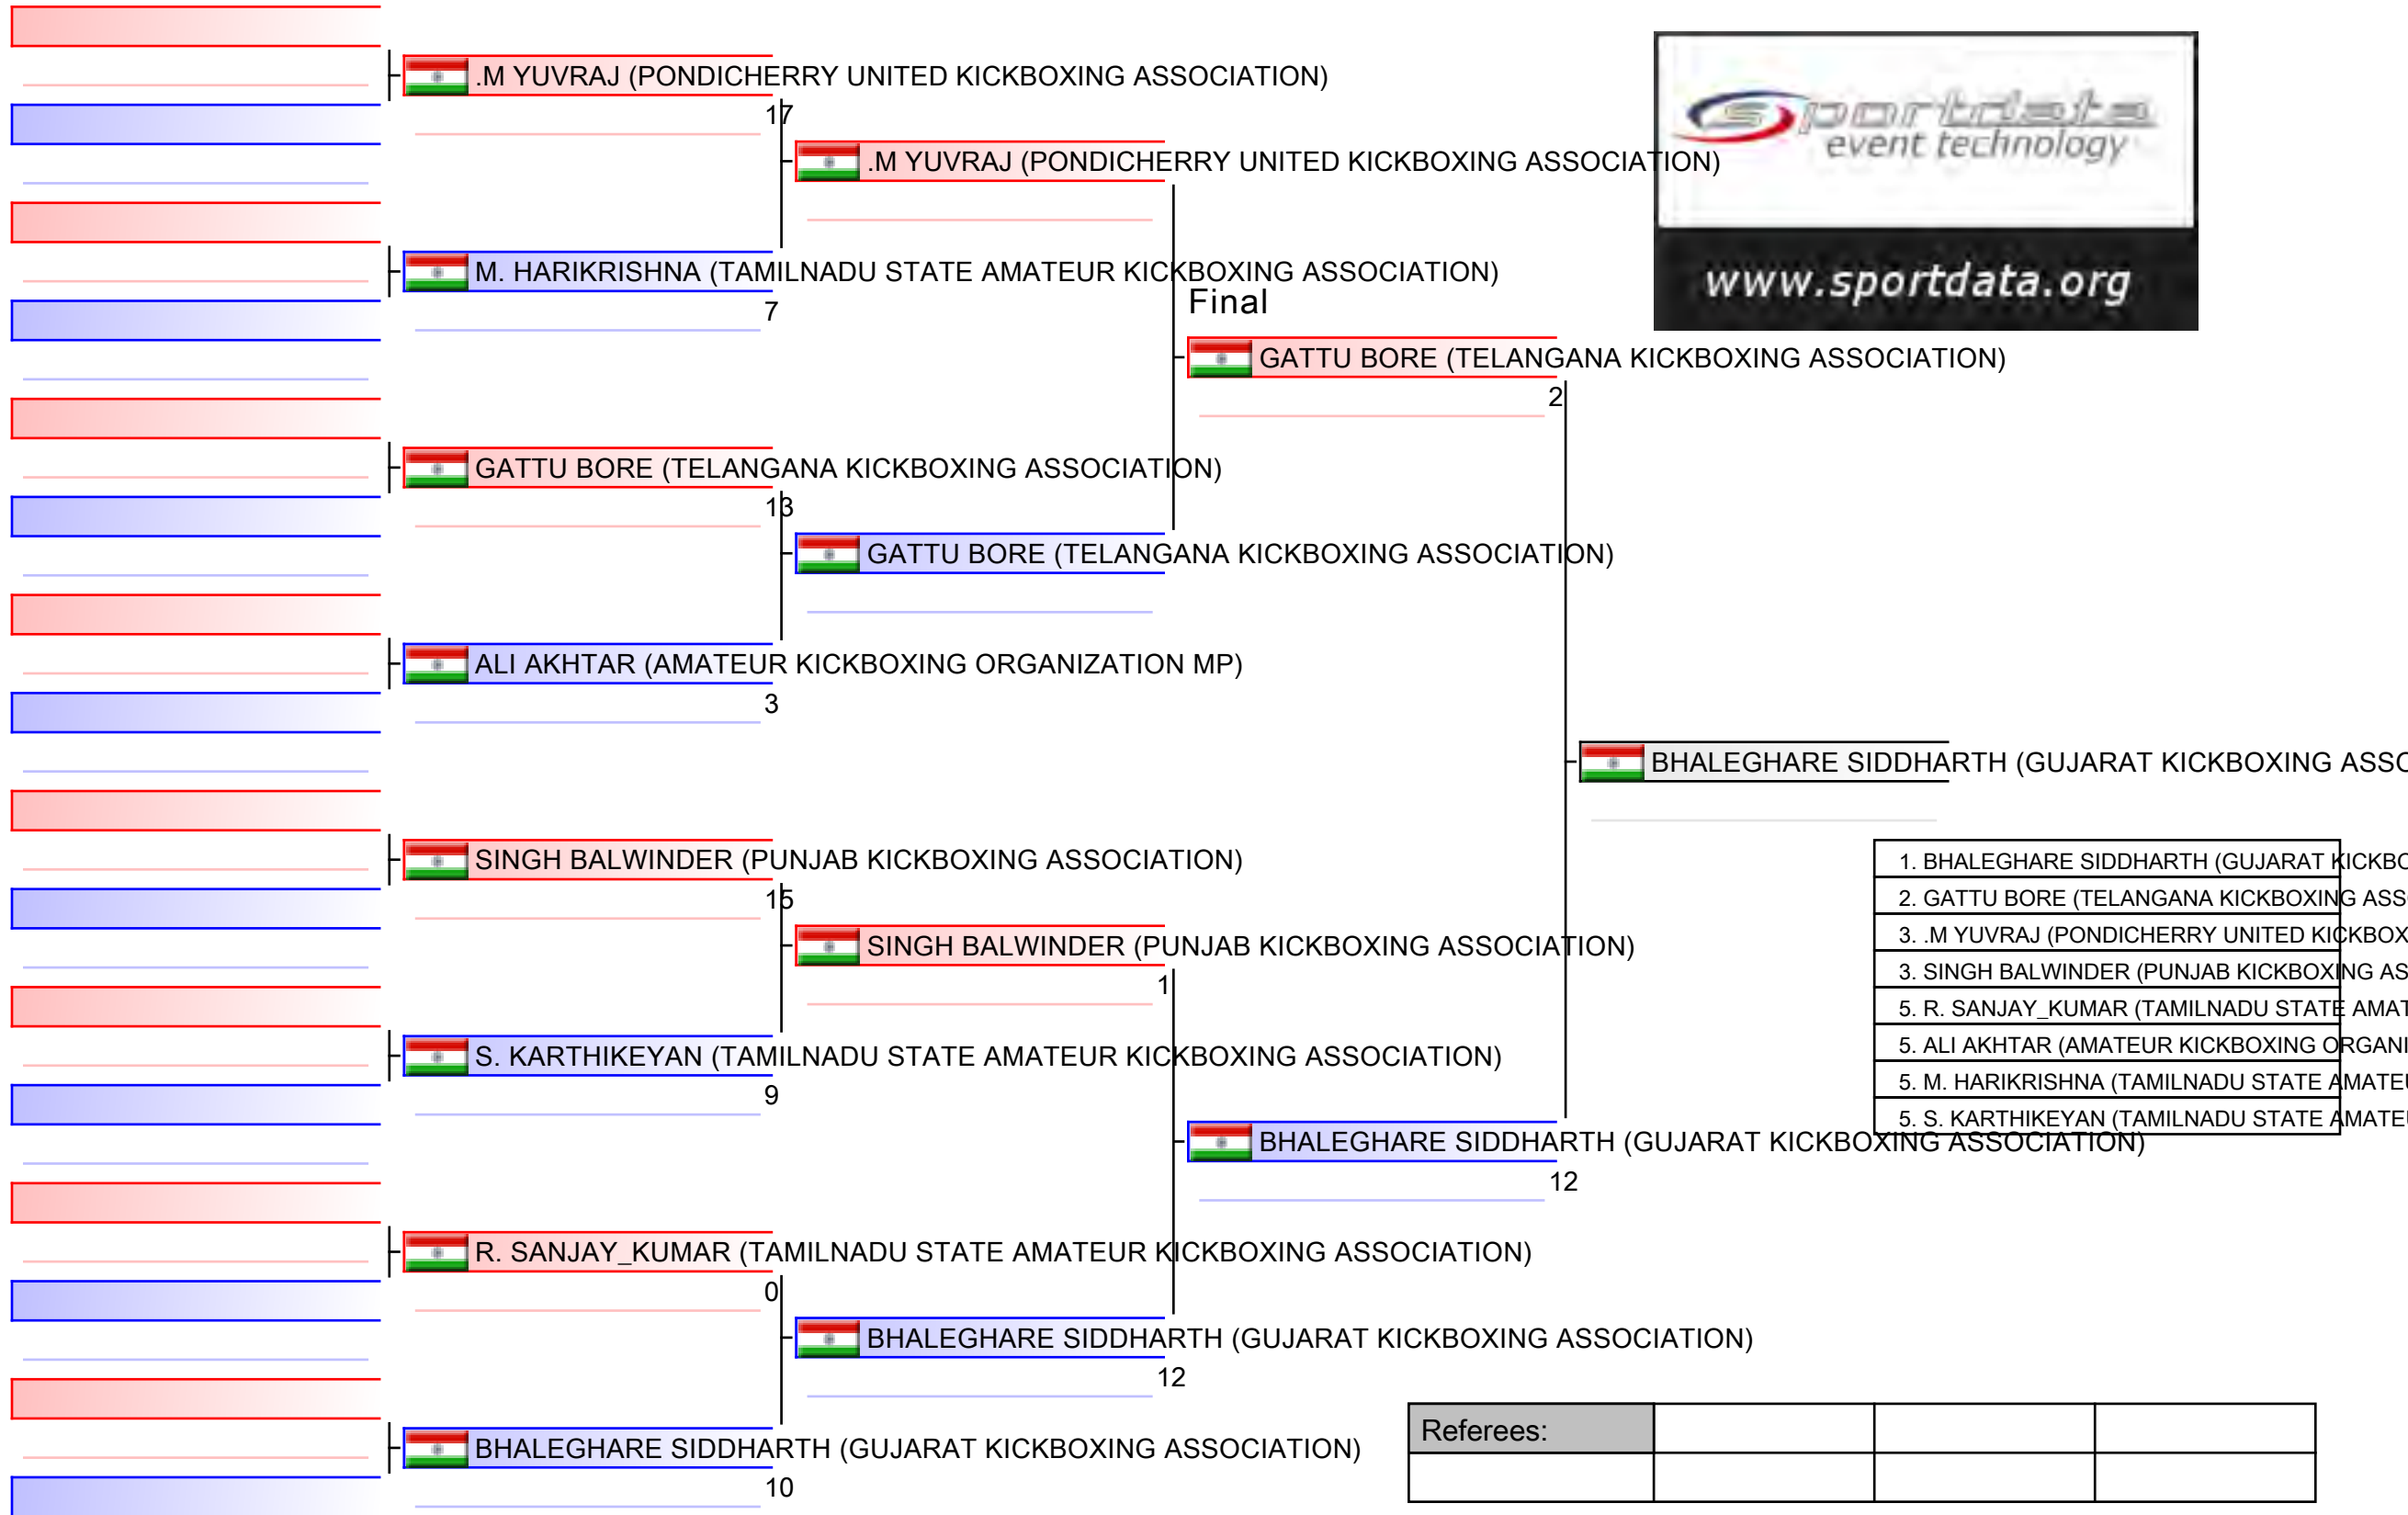 .M YUVRAJ (PONDICHERRY UNITED KICKBOXING ASSOCIATION)
17
.M YUVRAJ (PONDICHERRY UNITED KICKBOXING ASSOCIATION)
M. HARIKRISHNA (TAMILNADU STATE AMATEUR KICKBOXING ASSOCIATION)
7
Final
GATTU BORE (TELANGANA KICKBOXING ASSOCIATION)
2
GATTU BORE (TELANGANA KICKBOXING ASSOCIATION)
13
GATTU BORE (TELANGANA KICKBOXING ASSOCIATION)
ALI AKHTAR (AMATEUR KICKBOXING ORGANIZATION MP)
3
BHALEGHARE SIDDHARTH (GUJARAT KICKBOXING ASSO
SINGH BALWINDER (PUNJAB KICKBOXING ASSOCIATION)
15
SINGH BALWINDER (PUNJAB KICKBOXING ASSOCIATION)
1
S. KARTHIKEYAN (TAMILNADU STATE AMATEUR KICKBOXING ASSOCIATION)
9
BHALEGHARE SIDDHARTH (GUJARAT KICKBOXING ASSOCIATION)
12
R. SANJAY_KUMAR (TAMILNADU STATE AMATEUR KICKBOXING ASSOCIATION)
0
BHALEGHARE SIDDHARTH (GUJARAT KICKBOXING ASSOCIATION)
12
BHALEGHARE SIDDHARTH (GUJARAT KICKBOXING ASSOCIATION)
10
sportdata
event technology
www.sportdata.org
1. BHALEGHARE SIDDHARTH (GUJARAT KICKBO
2. GATTU BORE (TELANGANA KICKBOXING ASS
3. .M YUVRAJ (PONDICHERRY UNITED KICKBOX
3. SINGH BALWINDER (PUNJAB KICKBOXING AS
5. R. SANJAY_KUMAR (TAMILNADU STATE AMAT
5. ALI AKHTAR (AMATEUR KICKBOXING ORGANI
5. M. HARIKRISHNA (TAMILNADU STATE AMATEU
5. S. KARTHIKEYAN (TAMILNADU STATE AMATEU
Referees: